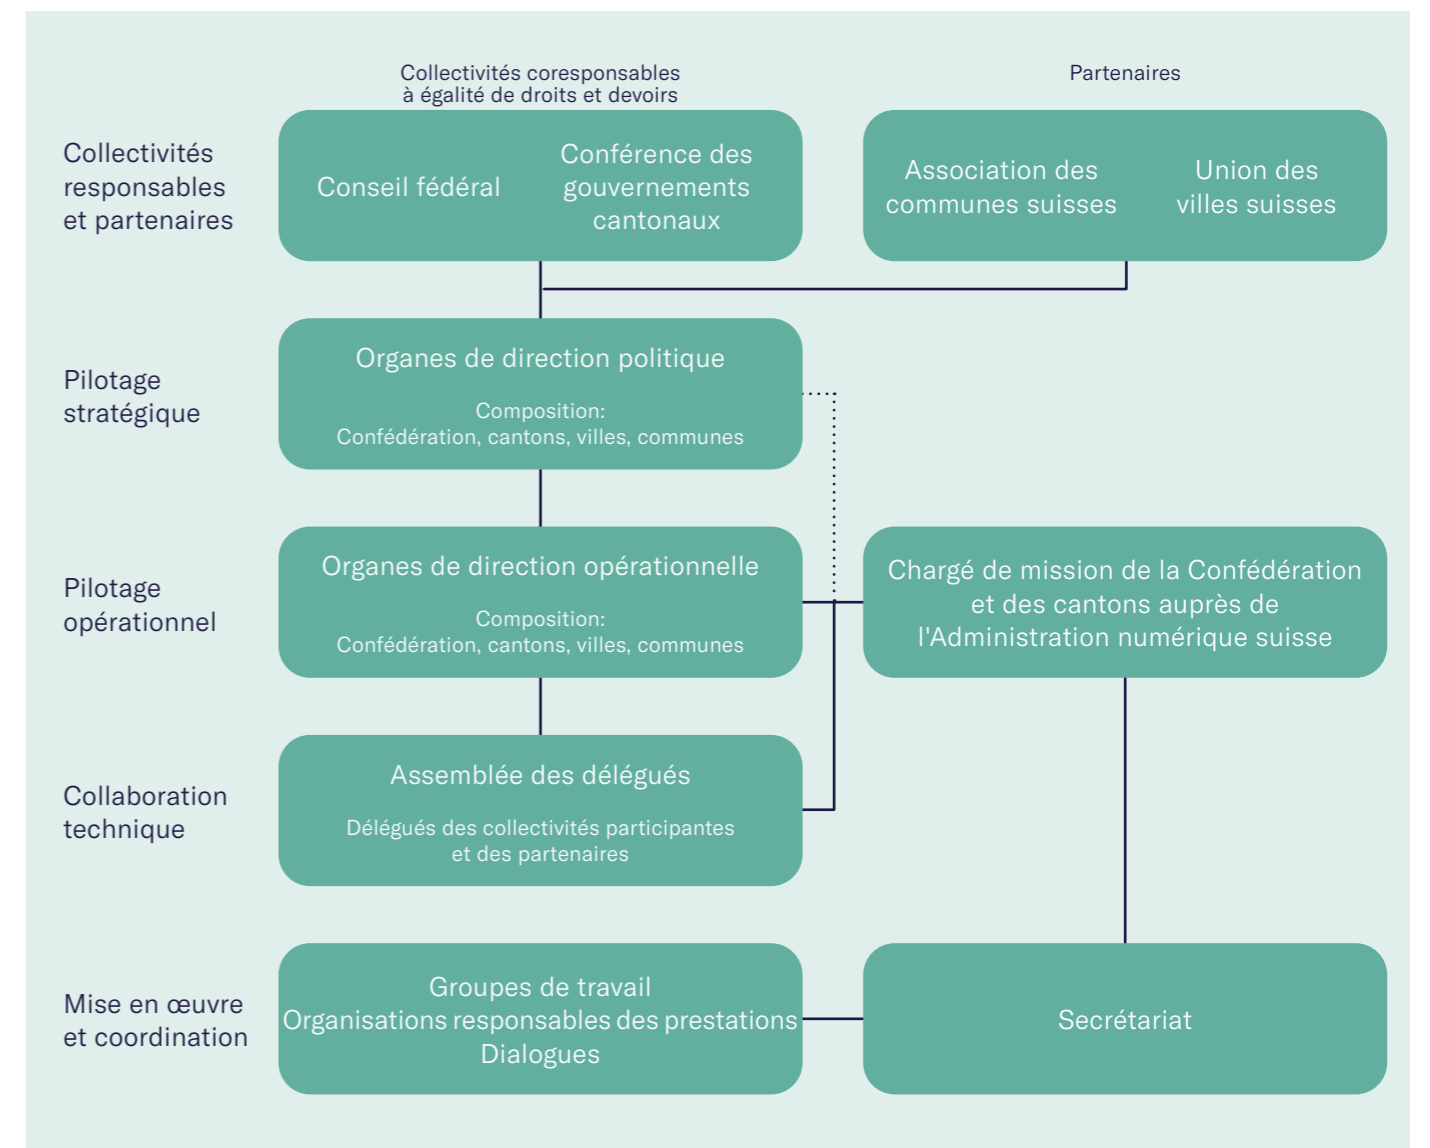 Collectivités coresponsables
à égalité de droits et devoirs
Partenaires
Collectivités
responsables
et partenaires
Conseil fédéral
Conférence des
gouvernements
cantonaux
Association des
communes suisses
Union des
villes suisses
Pilotage
stratégique
Organes de direction politique
Composition:
Confédération, cantons, villes, communes
Pilotage
opérationnel
Organes de direction opérationnelle
Composition:
Confédération, cantons, villes, communes
Chargé de mission de la Confédération
et des cantons auprès de
l'Administration numérique suisse
Collaboration
technique
Assemblée des délégués
Délégués des collectivités participantes
et des partenaires
Mise en œuvre
et coordination
Groupes de travail
Organisations responsables des prestations
Dialogues
Secrétariat